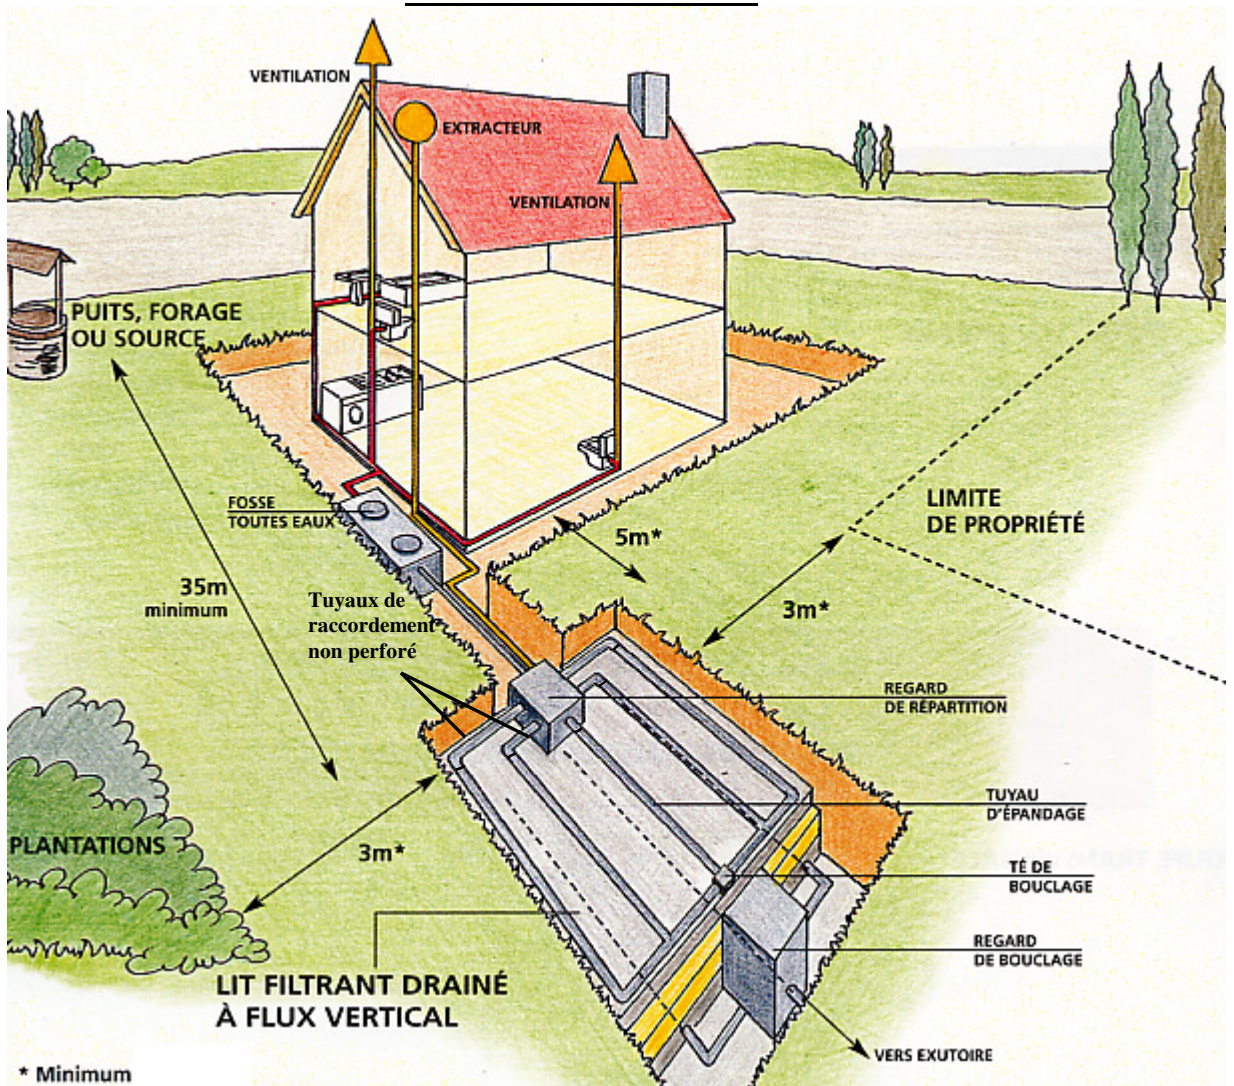 VENTILATION
EXTRACTEUR
VENTILATION
PUITS, FORAGE
OU SOURCE
FOSSE
TOUTES EAUX
LIMITE
DE PROPRIÉTÉ
5m*
35m
minimum
Tuyaux de
raccordement
non perforé
3m*
REGARD
DE RÉPARTITION
TUYAU
D'ÉPANDAGE
PLANTATIONS
3m*
TÉ DE
BOUCLAGE
REGARD
DE BOUCLAGE
LIT FILTRANT DRAINÉ
À FLUX VERTICAL
VERS EXUTOIRE
* Minimum